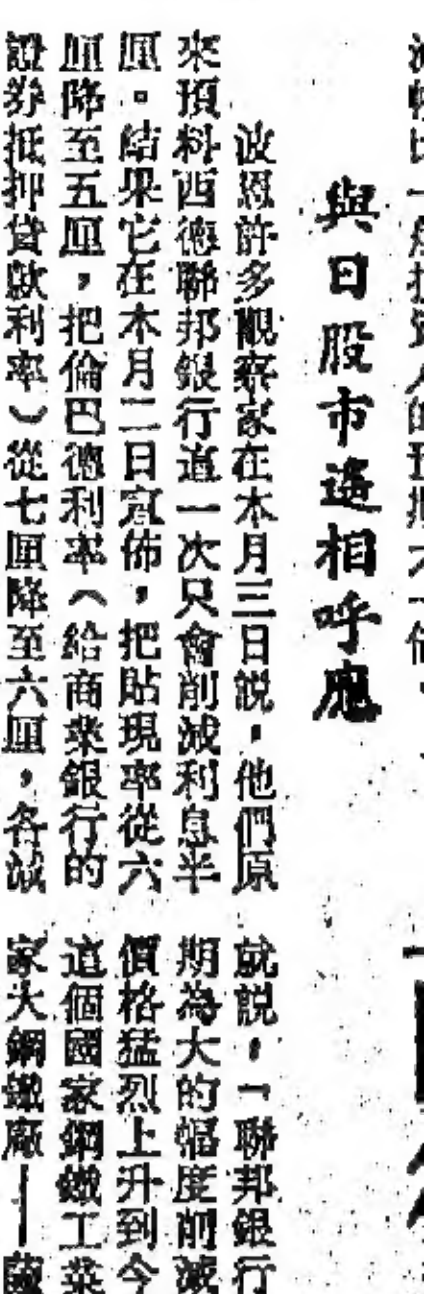 與日股市遙相呼應
波恩許多觀察家在本月三日說，他們原
來預料西德聯邦銀行這一次只會削減利息半
厘。結果它在本月二日宣佈，把貼現率從六
厘降至五厘，把倫巴德利率（給商業銀行的
證券抵押貸款利率）從七厘降至六厘，各減
就說，「聯邦銀行
期為大的幅度削減
價格猛烈上升到今
這個國家鋼鐵工業
家大鋼鐵廠——